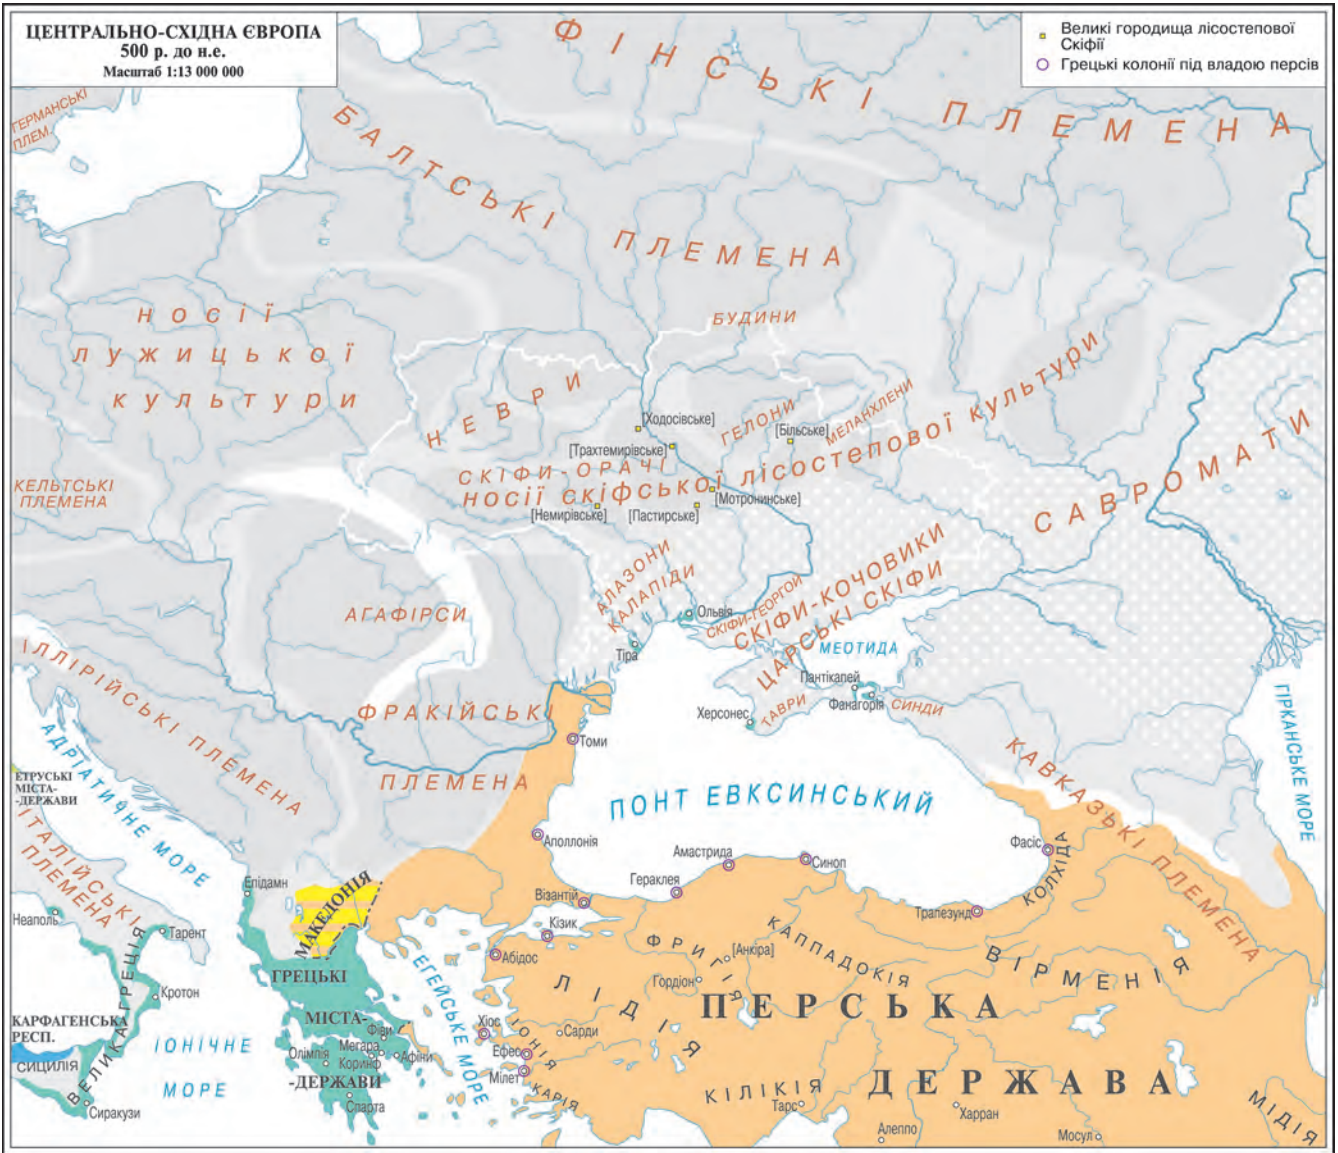 ЦЕНТРАЛЬНО-СХІДНА ЄВРОПА
500 р. до н.е.
Масштаб 1:13 000 000
Великі городища лісостепової
Скіфії
Грецькі колонії під владою персів
ФІНСЬКІ ПЛЕМЕНА
ГЕРМАНСЬКІ
ПЛЕМ.
БАЛТСЬКІ ПЛЕМЕНА
НОСІЇ
ЛУЖИЦЬКОЇ
КУЛЬТУРИ
БУДИНИ
НЕВРИ
[Ходосівське]
ГЕЛОНИ
МЕЛАНХЛЕНИ
[Більське]
[Трахтемирівське]
СКІФИ-ОРАЧІ
НОСІЇ СКІФСЬКОЇ ЛІСОСТЕПОВОЇ КУЛЬТУРИ
[Мотронинське]
[Немирівське]
[Пастирське]
САВРОМАТИ
КЕЛЬТСЬКІ
ПЛЕМЕНА
АЛАЗОНИ
КАЛАПІДИ
СКІФИ-ГЕОРГОЙ
СКІФИ-КОЧОВИКИ
ЦАРСЬКІ СКІФИ
АГАФІРСИ
Ольвія
Тіра
МЕОТИДА
Пантікапей
Фанагорія
СИНДИ
ТАВРИ
Херсонес
ІЛЛІРІЙСЬКІ ПЛЕМЕНА
ФРАКІЙСЬКІ
ПЛЕМЕНА
ГІРКАНСЬКЕ МОРЕ
АДРІАТИЧНЕ МОРЕ
Томи
КАВКАЗЬКІ ПЛЕМЕНА
ЕТРУСЬКІ
МІСТА-
-ДЕРЖАВИ
ПОНТ ЕВКСИНСЬКИЙ
ІТАЛІЙСЬКІ
ПЛЕМЕНА
Аполлонія
Амастрида
Синоп
Фасіс
КОЛХІДА
Епідамн
МАКЕДОНІЯ
Гераклея
Візантій
Трапезунд
Неаполь
Тарент
Кізик
Абідос
ФРИГІЯ
[Анкіра]
КАППАДОКІЯ
ВІРМЕНІЯ
ГРЕЦЬКІ
МІСТА-
-ДЕРЖАВИ
ЕГЕЙСЬКЕ МОРЕ
Гордіон
ЛІДІЯ
ПЕРСЬКА
ДЕРЖАВА
Кротон
ВЕЛИКА ГРЕЦІЯ
КАРФАГЕНСЬКА
РЕСП.
ІОНІЧНЕ
МОРЕ
Фіви
Мегара
Олімпія
Коринф
Афіни
Спарта
Хіос
ІОНІЯ
Сарди
Ефес
Мілет
КАРІЯ
СИЦИЛІЯ
Сиракузи
КІЛІКІЯ
Тарс
Харран
МІДІЯ
Алеппо
Мосул